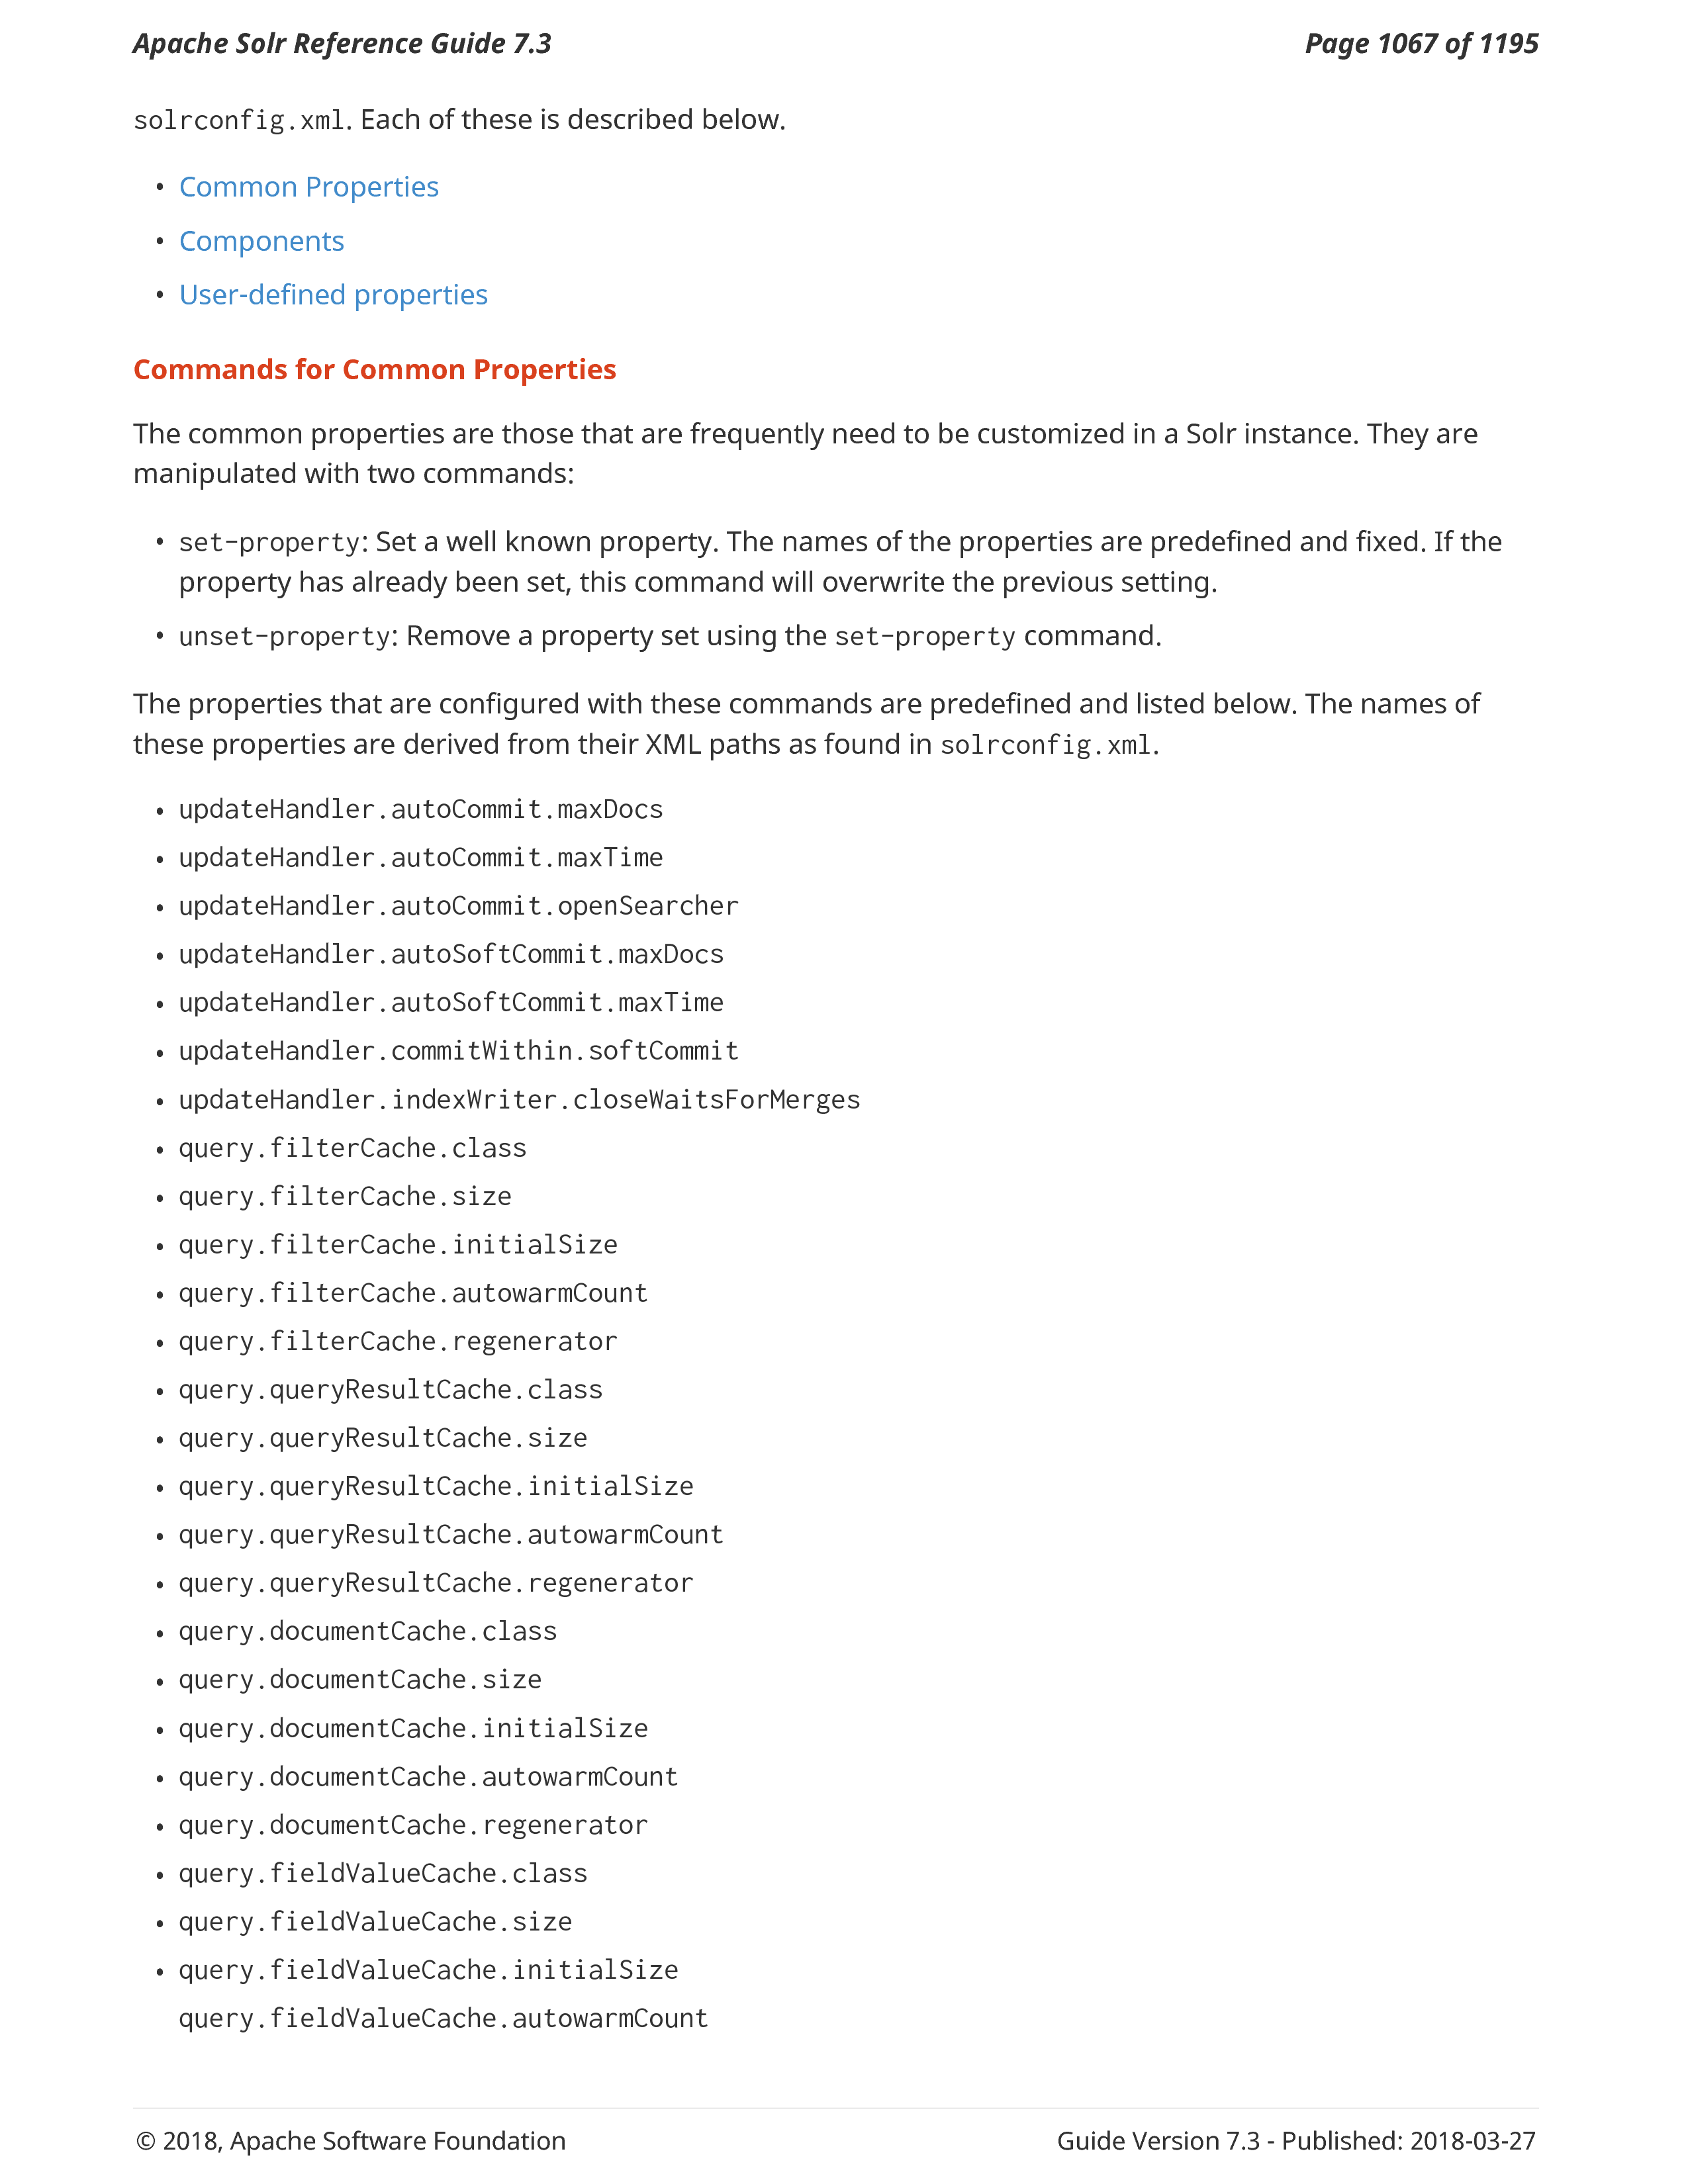 Apache Solr Reference Guide 7.3 Page 1067 of 1195
solrconfig.xml. Each of these is described below.
• Common Properties
• Components
• User-defined properties
Commands for Common Properties
The common properties are those that are frequently need to be customized in a Solr instance. They are
manipulated with two commands:
• set-property: Set a well known property. The names of the properties are predefined and fixed. If the
property has already been set, this command will overwrite the previous setting.
• unset-property: Remove a property set using the set-property command.
The properties that are configured with these commands are predefined and listed below. The names of
these properties are derived from their XML paths as found in solrconfig.xml.
• updateHandler.autoCommit.maxDocs
• updateHandler.autoCommit.maxTime
• updateHandler.autoCommit.openSearcher
• updateHandler.autoSoftCommit.maxDocs
• updateHandler.autoSoftCommit.maxTime
• updateHandler.commitWithin.softCommit
• updateHandler.indexWriter.closeWaitsForMerges
• query.filterCache.class
• query.filterCache.size
• query.filterCache.initialSize
• query.filterCache.autowarmCount
• query.filterCache.regenerator
• query.queryResultCache.class
• query.queryResultCache.size
• query.queryResultCache.initialSize
• query.queryResultCache.autowarmCount
• query.queryResultCache.regenerator
• query.documentCache.class
• query.documentCache.size
• query.documentCache.initialSize
• query.documentCache.autowarmCount
• query.documentCache.regenerator
• query.fieldValueCache.class
• query.fieldValueCache.size
• query.fieldValueCache.initialSize
query.fieldValueCache.autowarmCount
© 2018, Apache Software Foundation Guide Version 7.3 - Published: 2018-03-27